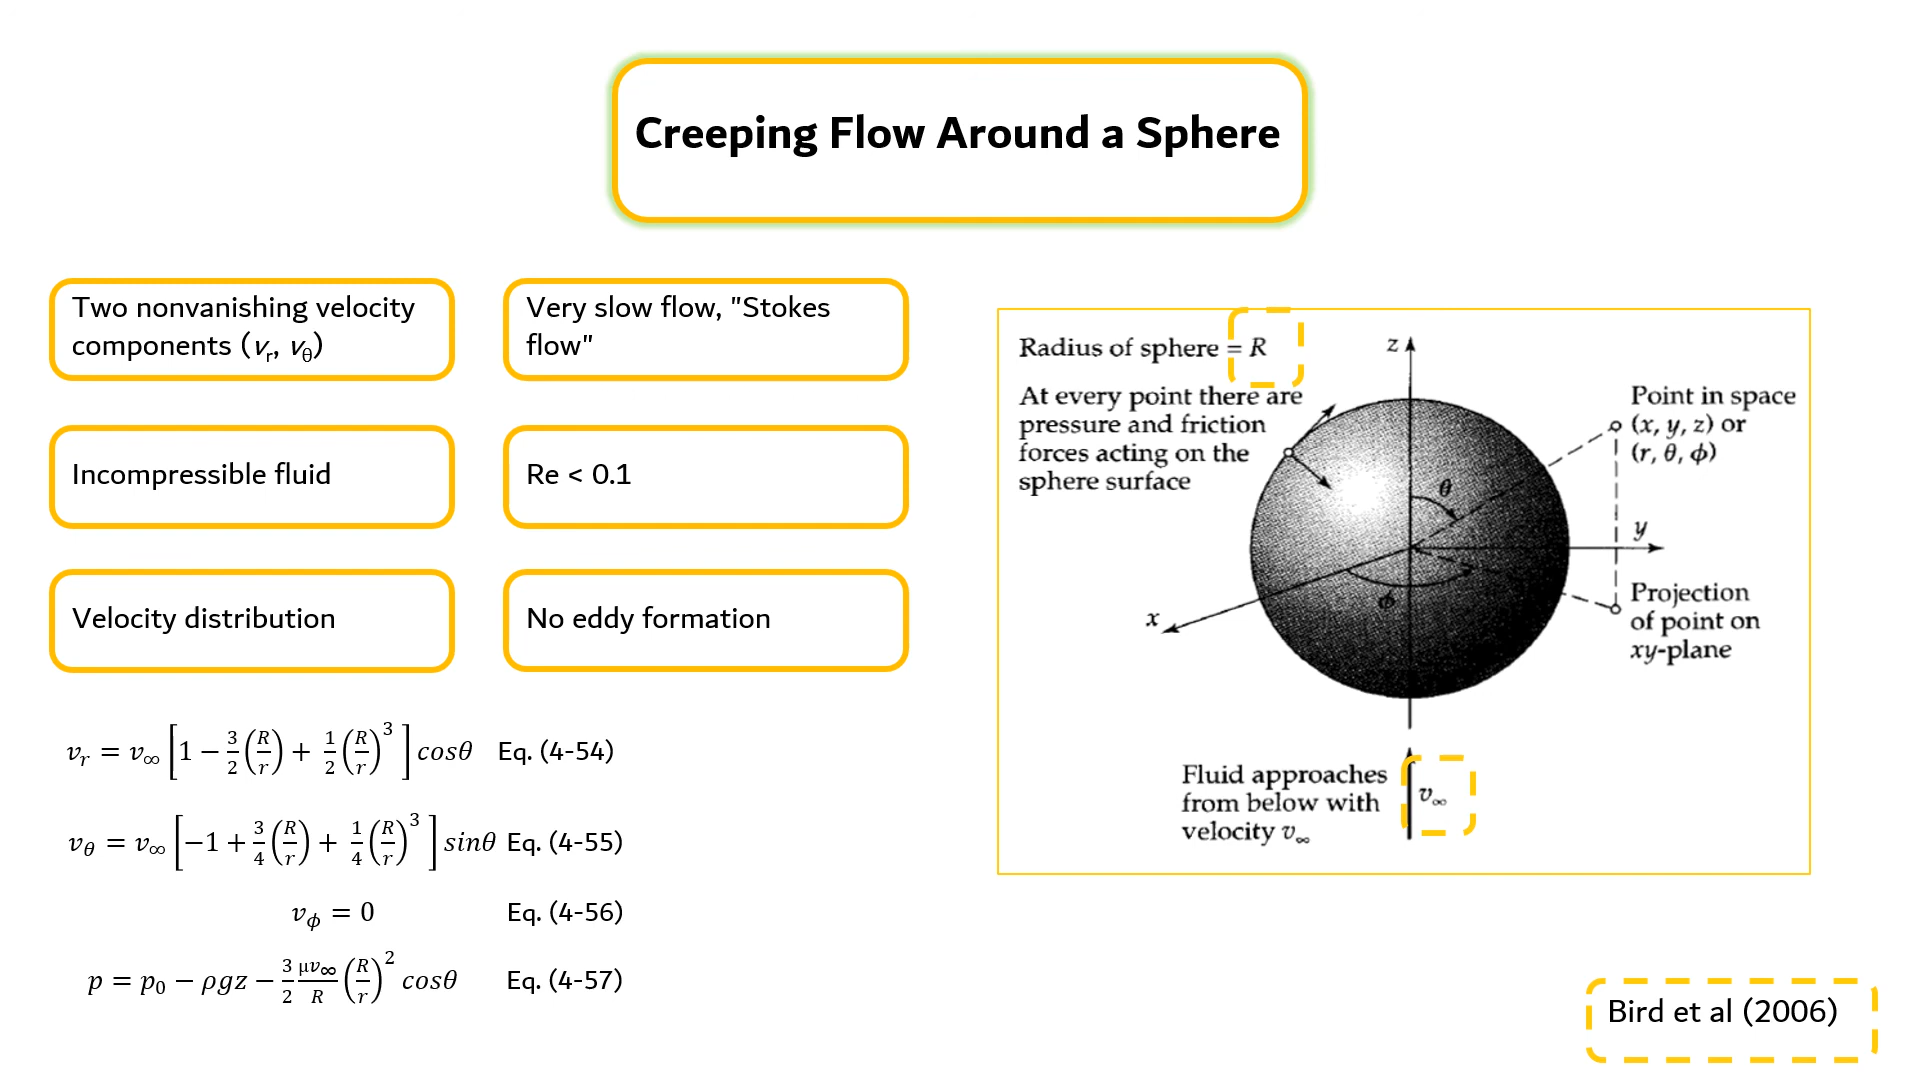 Creeping Flow Around a Sphere
Two nonvanishing velocity
components (vr, vθ)
Very slow flow, "Stokes
flow"
Incompressible fluid
Re < 0.1
Velocity distribution
No eddy formation
v_r = v_∞ [1 − 3/2 (R/r) + 1/2 (R/r)^3] cosθ Eq. (4-54)
v_θ = v_∞ [−1 + 3/4 (R/r) + 1/4 (R/r)^3] sinθ Eq. (4-55)
v_ϕ = 0 Eq. (4-56)
p = p_0 − ρgz − 3/2 μv_∞/R (R/r)^2 cosθ Eq. (4-57)
Radius of sphere = R
At every point there are
pressure and friction
forces acting on the
sphere surface
z
θ
Point in space
(x, y, z) or
(r, θ, ϕ)
y
x
ϕ
Projection
of point on
xy-plane
Fluid approaches
from below with
velocity v_∞
v_∞
Bird et al (2006)